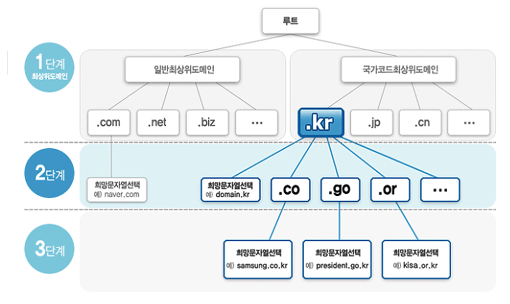 루트
1단계
최상위도메인
일반최상위도메인
국가코드최상위도메인
.com
.net
.biz
...
.kr
.jp
.cn
...
2단계
희망문자열선택
예) naver.com
희망문자열선택
예) domain.kr
.co
.go
.or
...
3단계
희망문자열선택
예) samsung.co.kr
희망문자열선택
예) president.go.kr
희망문자열선택
예) kisa.or.kr